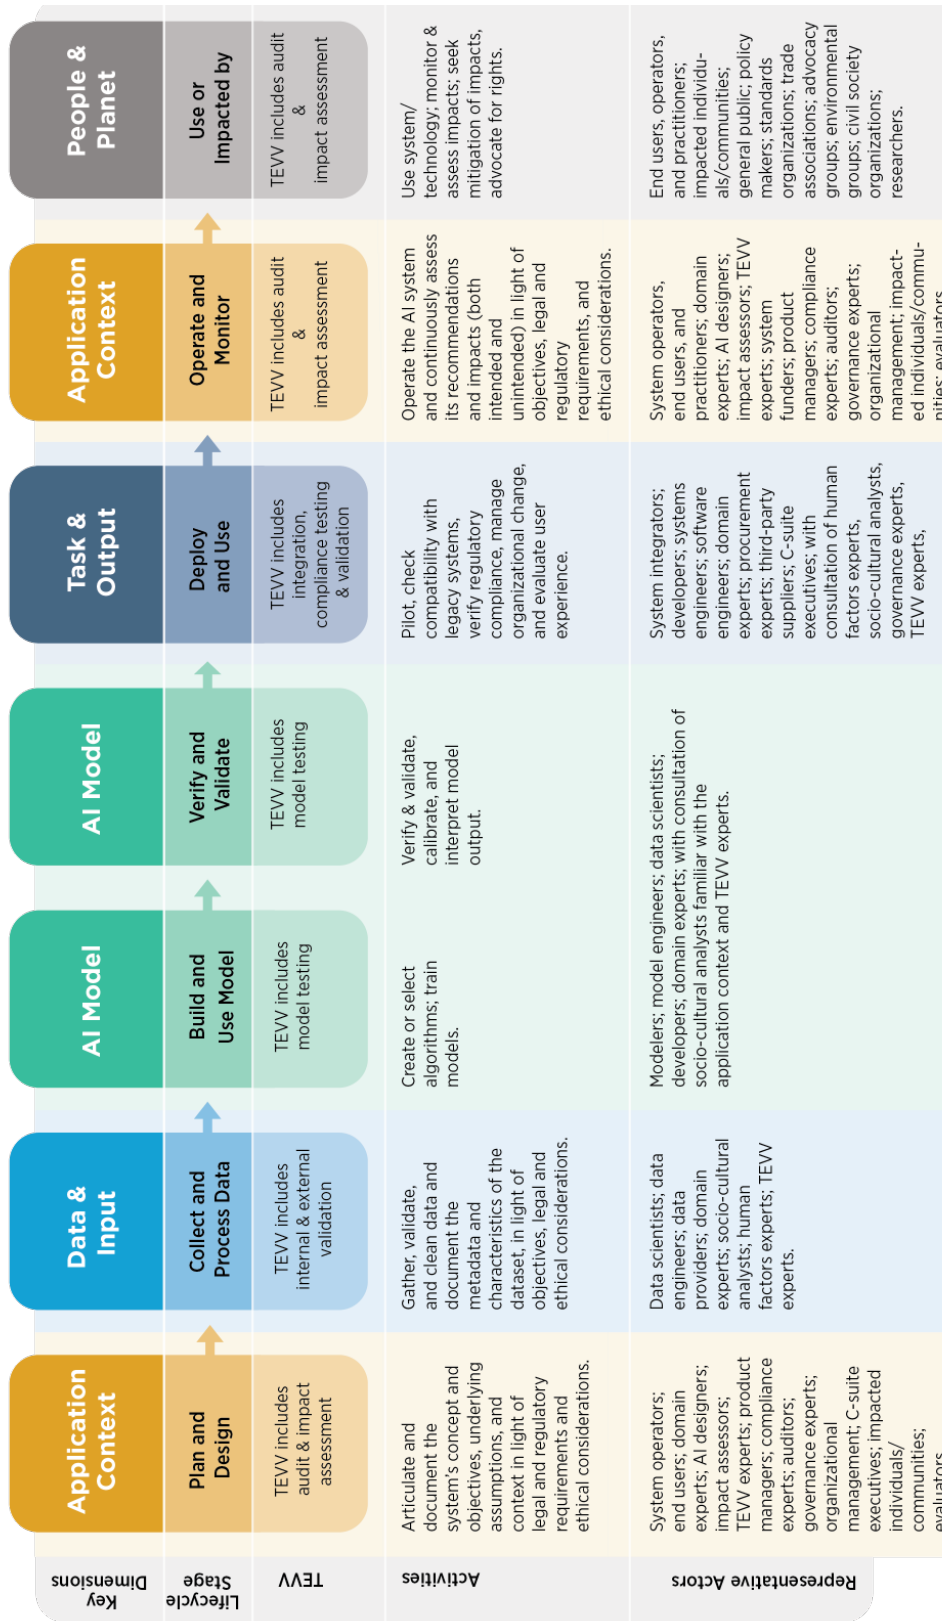 Key
Dimensions
Application
Context
Data &
Input
AI Model
AI Model
Task &
Output
Application
Context
People &
Planet
Lifecycle
Stage
Plan and
Design
Collect and
Process Data
Build and
Use Model
Verify and
Validate
Deploy
and Use
Operate and
Monitor
Use or
Impacted by
TEVV
TEVV includes
audit & impact
assessment
TEVV includes
internal & external
validation
TEVV includes
model testing
TEVV includes
model testing
TEVV includes
integration,
compliance testing
& validation
TEVV includes audit
&
impact assessment
TEVV includes audit
&
impact assessment
Activities
Articulate and
document the
system's concept and
objectives, underlying
assumptions, and
context in light of
legal and regulatory
requirements and
ethical considerations.
Gather, validate,
and clean data and
document the
metadata and
characteristics of the
dataset, in light of
objectives, legal and
ethical considerations.
Create or select
algorithms; train
models.
Verify & validate,
calibrate, and
interpret model
output.
Pilot, check
compatibility with
legacy systems,
verify regulatory
compliance, manage
organizational change,
and evaluate user
experience.
Operate the AI system
and continuously assess
its recommendations
and impacts (both
intended and
unintended) in light of
objectives, legal and
regulatory
requirements, and
ethical considerations.
Use system/
technology; monitor &
assess impacts; seek
mitigation of impacts,
advocate for rights.
Representative Actors
System operators;
end users; domain
experts; AI designers;
impact assessors;
TEVV experts; product
managers; compliance
experts; auditors;
governance experts;
organizational
management; C-suite
executives; impacted
individuals/
communities;
evaluators
Data scientists; data
engineers; data
providers; domain
experts; socio-cultural
analysts; human
factors experts; TEVV
experts.
Modelers; model engineers; data scientists;
developers; domain experts; with consultation of
socio-cultural analysts familiar with the
application context and TEVV experts.
System integrators;
developers; systems
engineers; software
engineers; domain
experts; procurement
experts; third-party
suppliers; C-suite
executives; with
consultation of human
factors experts,
socio-cultural analysts,
governance experts,
TEVV experts,
System operators,
end users, and
practitioners; domain
experts; AI designers;
impact assessors; TEVV
experts; system
funders; product
managers; compliance
experts; auditors;
governance experts;
organizational
management; impact-
ed individuals/commu-
nities; evaluators
End users, operators,
and practitioners;
impacted individu-
als/communities;
general public; policy
makers; standards
organizations; trade
associations; advocacy
groups; environmental
groups; civil society
organizations;
researchers.